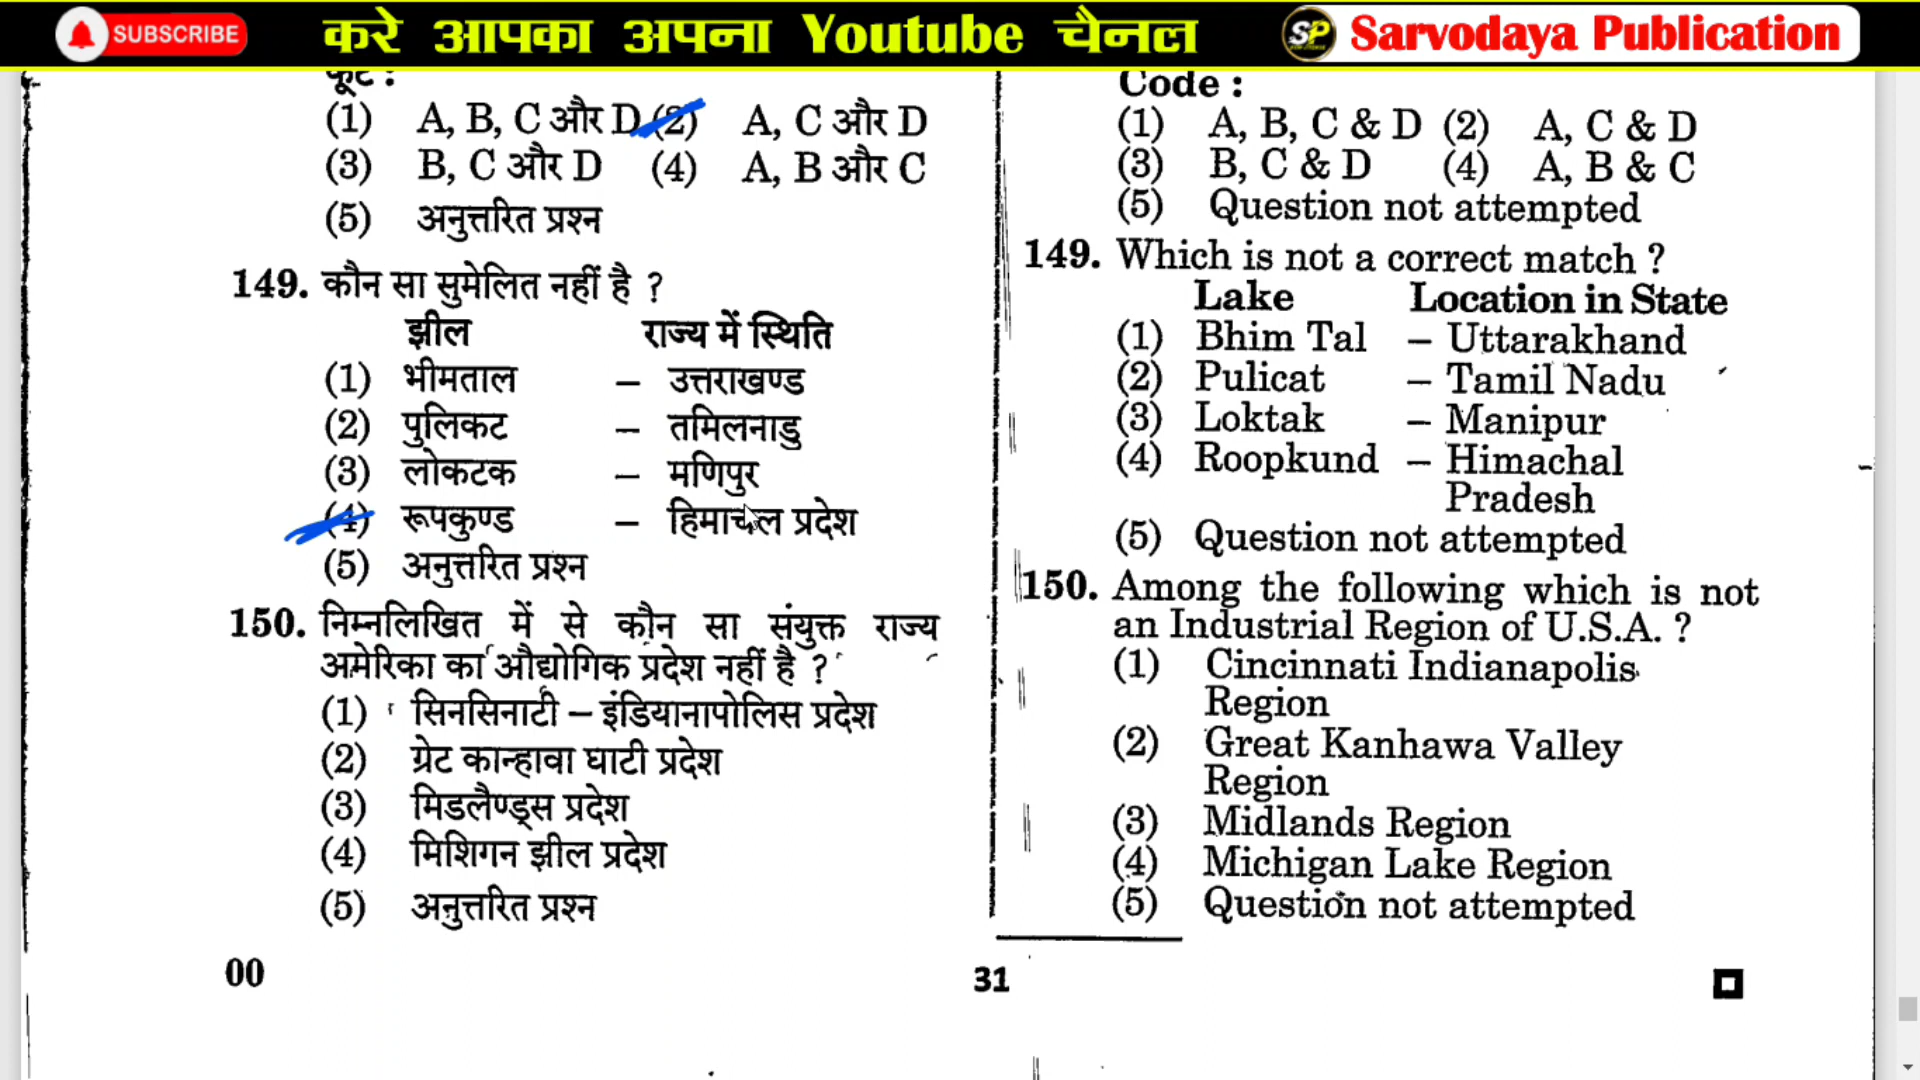 SUBSCRIBE करे आपका अपना Youtube चैनल SP Sarvodaya Publication
कूट :
(1) A, B, C और D (2) A, C और D
(3) B, C और D (4) A, B और C
(5) अनुत्तरित प्रश्न
149. कौन सा सुमेलित नहीं है ?
झील राज्य में स्थिति
(1) भीमताल – उत्तराखण्ड
(2) पुलिकट – तमिलनाडु
(3) लोकटक – मणिपुर
(4) रूपकुण्ड – हिमाचल प्रदेश
(5) अनुत्तरित प्रश्न
150. निम्नलिखित में से कौन सा संयुक्त राज्य
अमेरिका का औद्योगिक प्रदेश नहीं है ?
(1) सिनसिनाटी – इंडियानापोलिस प्रदेश
(2) ग्रेट कान्हावा घाटी प्रदेश
(3) मिडलैण्ड्स प्रदेश
(4) मिशिगन झील प्रदेश
(5) अनुत्तरित प्रश्न
Code :
(1) A, B, C & D (2) A, C & D
(3) B, C & D (4) A, B & C
(5) Question not attempted
149. Which is not a correct match ?
Lake Location in State
(1) Bhim Tal – Uttarakhand
(2) Pulicat – Tamil Nadu
(3) Loktak – Manipur
(4) Roopkund – Himachal
Pradesh
(5) Question not attempted
150. Among the following which is not
an Industrial Region of U.S.A. ?
(1) Cincinnati Indianapolis
Region
(2) Great Kanhawa Valley
Region
(3) Midlands Region
(4) Michigan Lake Region
(5) Question not attempted
00 31